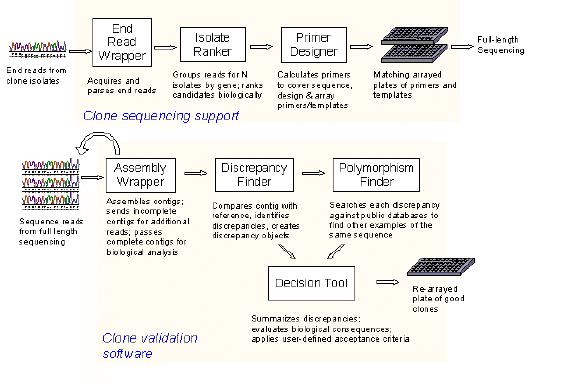 End
Read
Wrapper
Isolate
Ranker
Primer
Designer
Full-length
Sequencing
End reads from
clone isolates
Acquires and
parses end reads
Groups reads for N
isolates by gene; ranks
candidates biologically
Calculates primers
to cover sequence,
design & array
primers/templates
Matching arrayed
plates of primers and
templates
Clone sequencing support
Assembly
Wrapper
Discrepancy
Finder
Polymorphism
Finder
Sequence reads
from full length
sequencing
Assembles contigs;
sends incomplete
contigs for additional
reads; passes
complete contigs for
biological analysis
Compares contig with
reference, identifies
discrepancies, creates
discrepancy objects
Searches each discrepancy
against public databases to
find other examples of the
same sequence
Decision Tool
Re-arrayed
plate of good
clones
Summarizes discrepancies;
evaluates biological consequences;
applies user-defined acceptance criteria
Clone validation
software